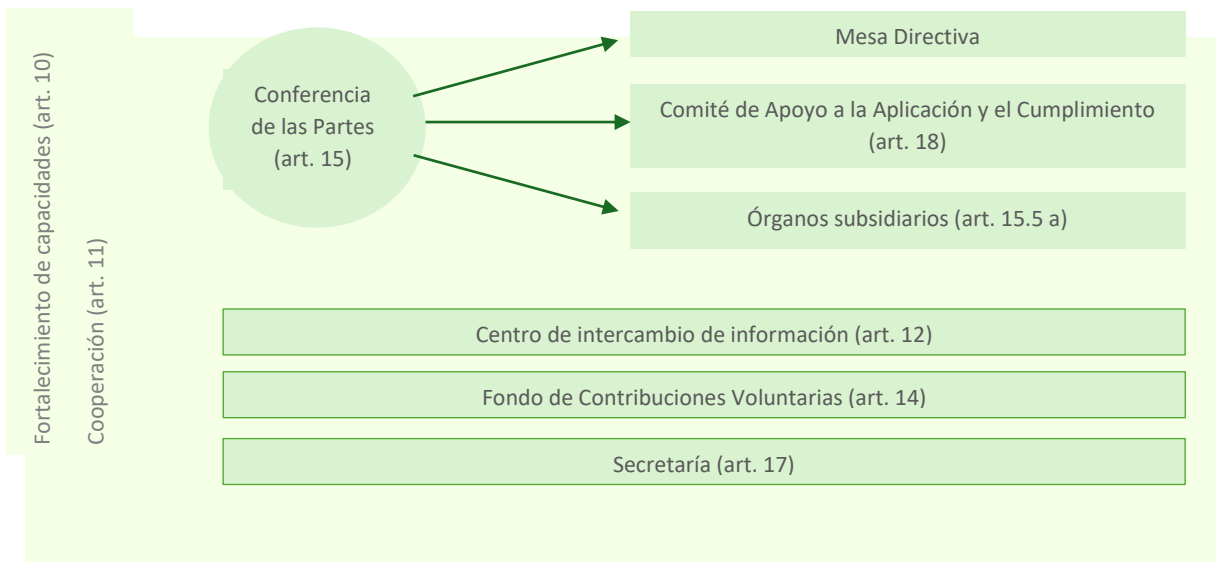 Fortalecimiento de capacidades (art. 10)
Cooperación (art. 11)
Conferencia
de las Partes
(art. 15)
Mesa Directiva
Comité de Apoyo a la Aplicación y el Cumplimiento
(art. 18)
Órganos subsidiarios (art. 15.5 a)
Centro de intercambio de información (art. 12)
Fondo de Contribuciones Voluntarias (art. 14)
Secretaría (art. 17)